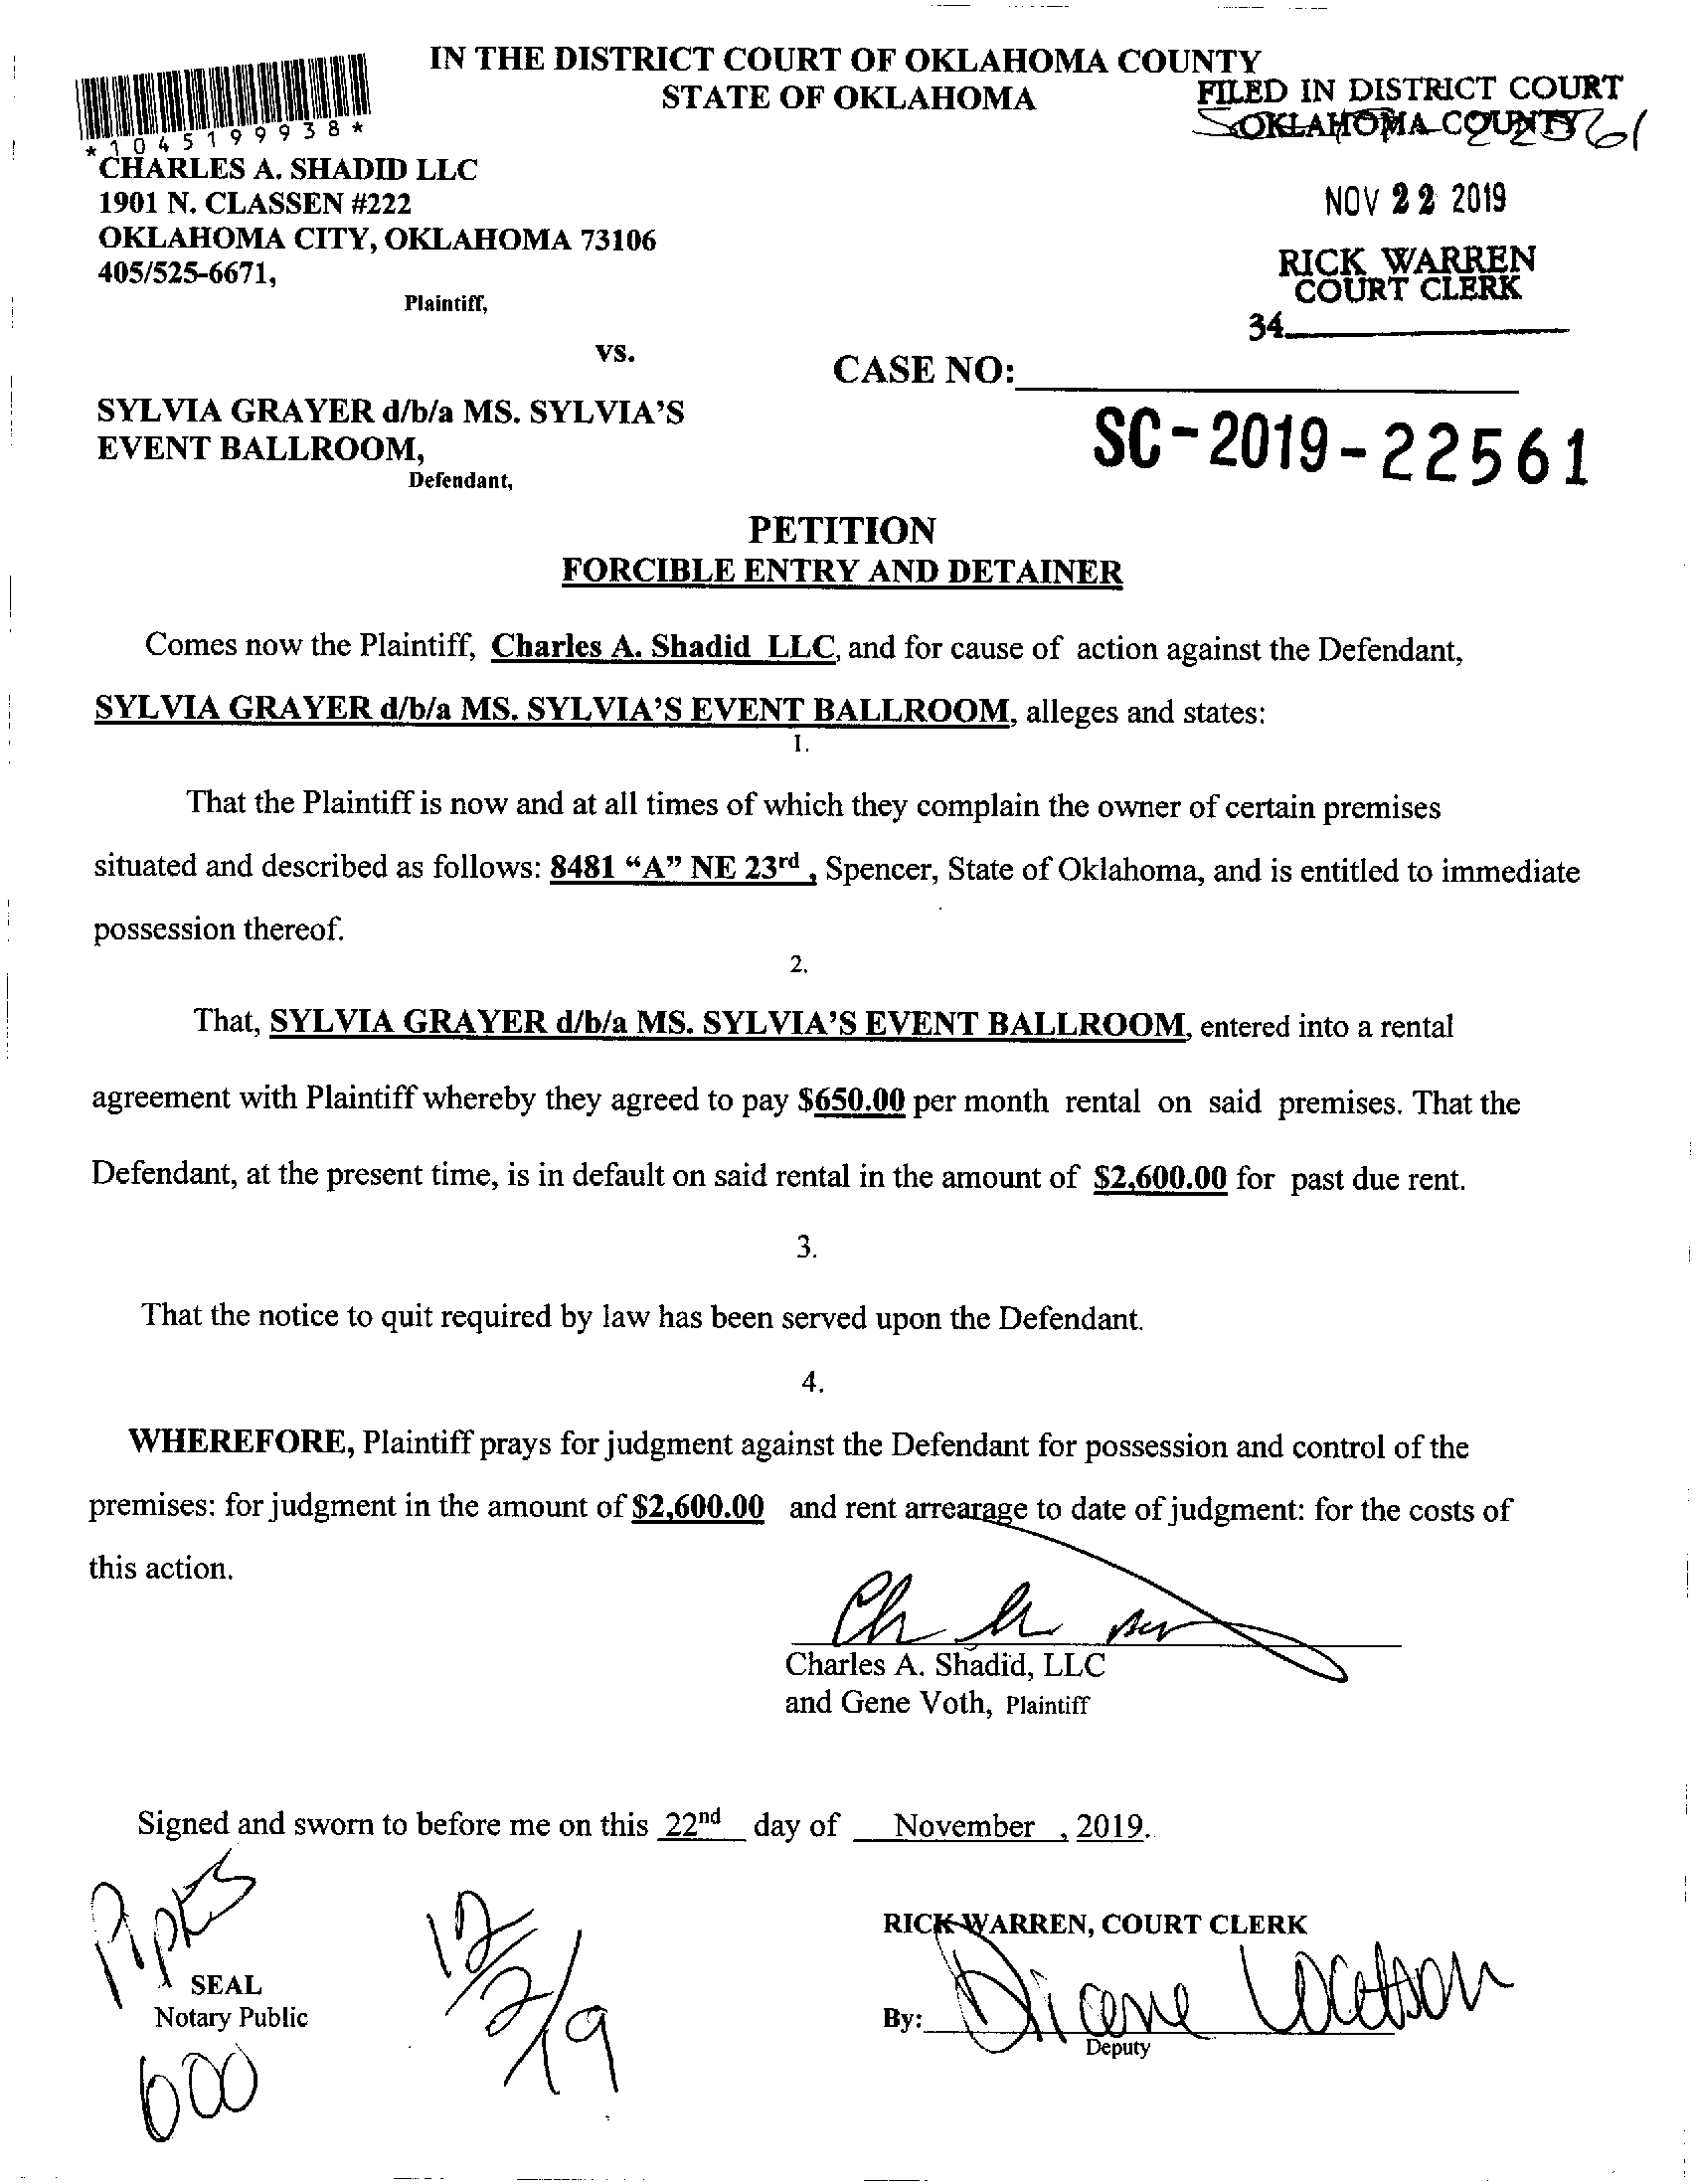 IN THE DISTRICT COURT OF OKLAHOMA COUNTY
STATE OF OKLAHOMA
FILED IN DISTRICT COURT
OKLAHOMA COUNTY
*1045199938*
CHARLES A. SHADID LLC
1901 N. CLASSEN #222
OKLAHOMA CITY, OKLAHOMA 73106
405/525-6671,
Plaintiff,
NOV 22 2019
RICK WARREN
COURT CLERK
34
vs.
CASE NO:
SYLVIA GRAYER d/b/a MS. SYLVIA'S
EVENT BALLROOM,
Defendant,
SC-2019-22561
PETITION
FORCIBLE ENTRY AND DETAINER
Comes now the Plaintiff, Charles A. Shadid LLC, and for cause of action against the Defendant,
SYLVIA GRAYER d/b/a MS. SYLVIA'S EVENT BALLROOM, alleges and states:
1.
That the Plaintiff is now and at all times of which they complain the owner of certain premises
situated and described as follows: 8481 “A” NE 23rd , Spencer, State of Oklahoma, and is entitled to immediate
possession thereof.
2.
That, SYLVIA GRAYER d/b/a MS. SYLVIA'S EVENT BALLROOM, entered into a rental
agreement with Plaintiff whereby they agreed to pay $650.00 per month rental on said premises. That the
Defendant, at the present time, is in default on said rental in the amount of $2,600.00 for past due rent.
3.
That the notice to quit required by law has been served upon the Defendant.
4.
WHEREFORE, Plaintiff prays for judgment against the Defendant for possession and control of the
premises: for judgment in the amount of $2,600.00 and rent arrearage to date of judgment: for the costs of
this action.
Charles A. Shadid, LLC
and Gene Voth, Plaintiff
Signed and sworn to before me on this 22nd day of November , 2019.
RICK WARREN, COURT CLERK
12/2/19
SEAL
Notary Public
By: Diane Watson
Deputy
600